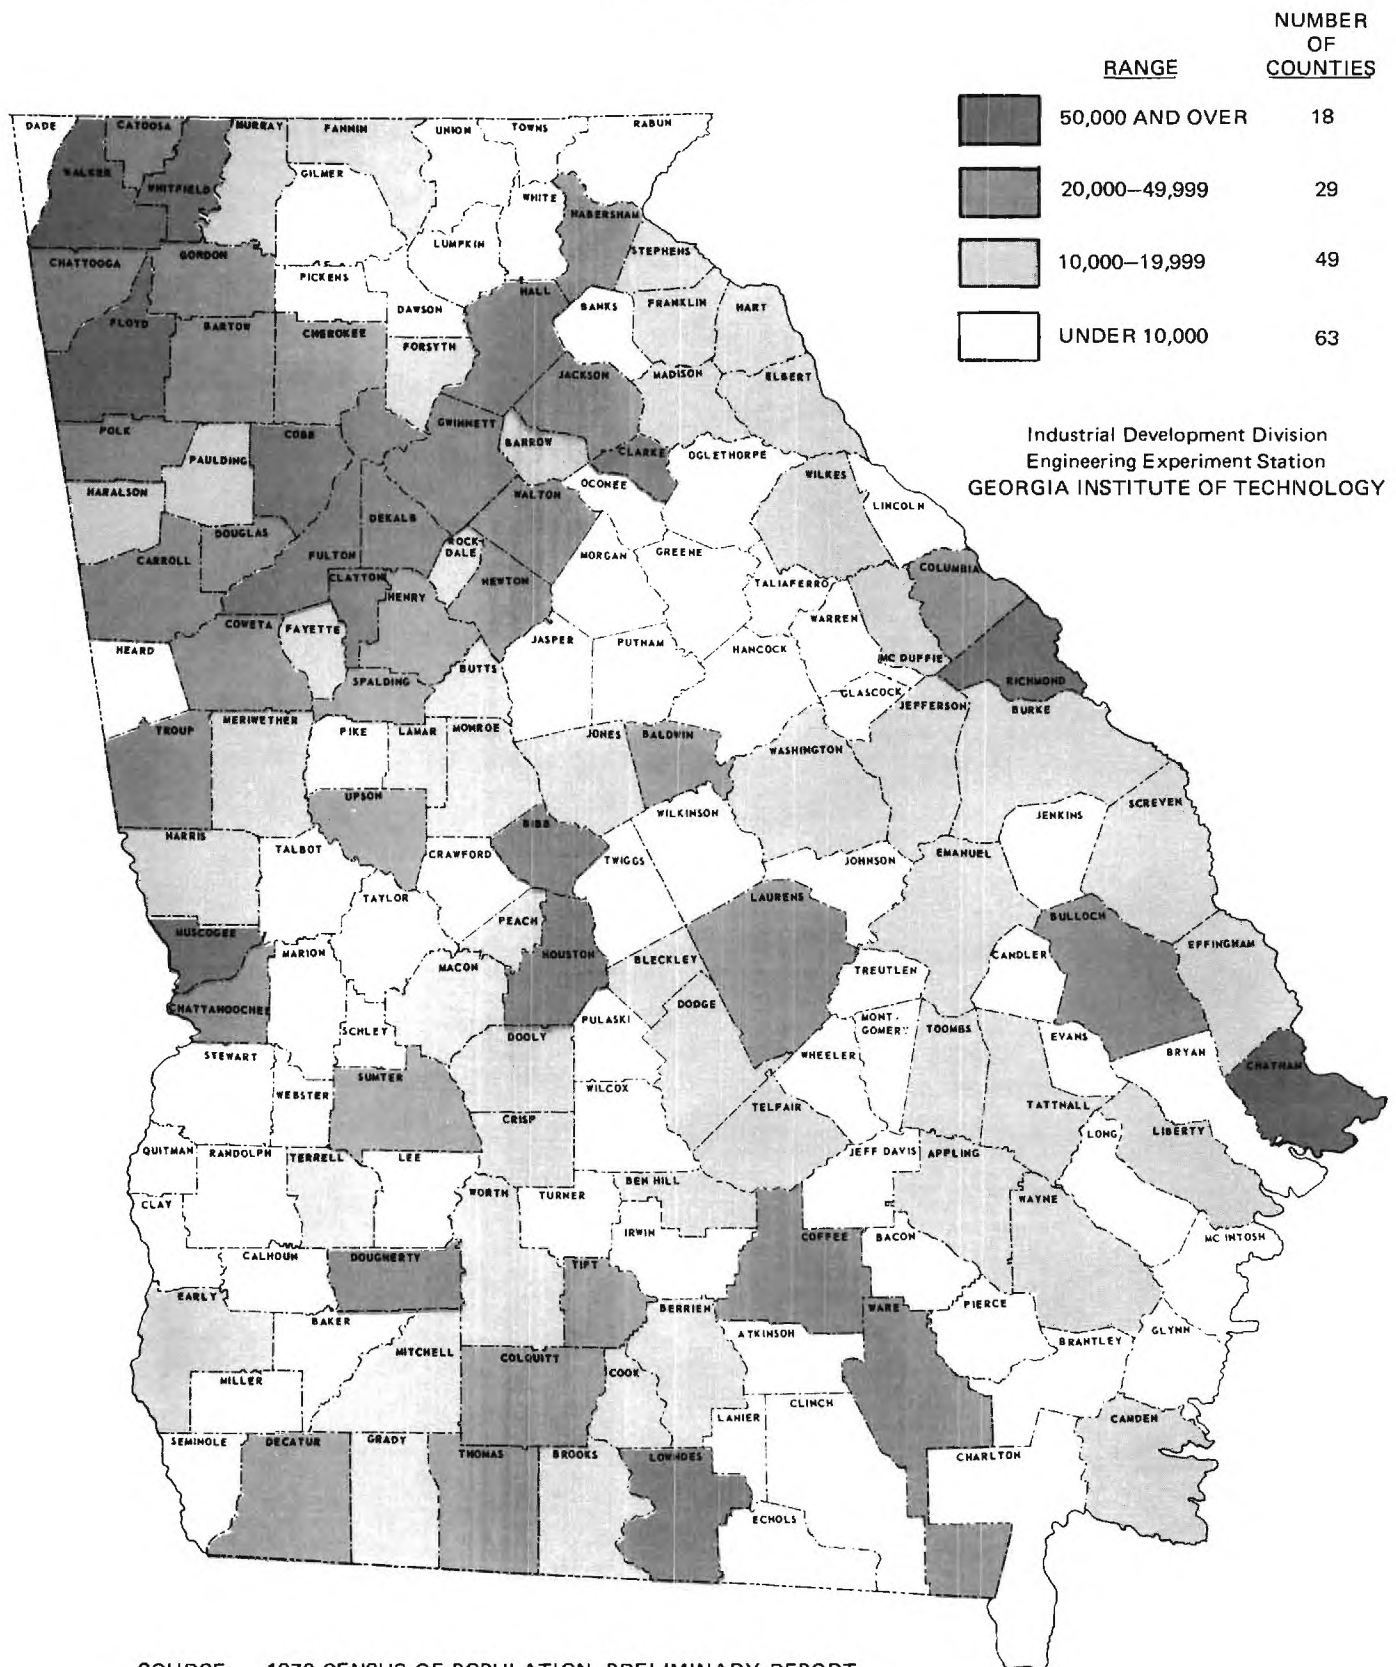 NUMBER
OF
RANGE COUNTIES
50,000 AND OVER 18
20,000–49,999 29
10,000–19,999 49
UNDER 10,000 63
Industrial Development Division
Engineering Experiment Station
GEORGIA INSTITUTE OF TECHNOLOGY
DADE
CATOOSA
MURRAY
FANNIN
UNION
TOWNS
RABUN
WALKER
WHITFIELD
GILMER
WHITE
HABERSHAM
LUMPKIN
STEPHENS
CHATTOOGA
GORDON
PICKENS
DAWSON
HALL
BANKS
FRANKLIN
HART
FLOYD
BARTOW
CHEROKEE
FORSYTH
JACKSON
MADISON
ELBERT
POLK
COBB
GWINNETT
BARROW
CLARKE
OGLETHORPE
PAULDING
HARALSON
WALTON
OCONEE
WILKES
LINCOLN
DOUGLAS
DEKALB
CARROLL
FULTON
ROCK-
DALE
MORGAN
GREENE
CLAYTON
HENRY
NEWTON
TALIAFERRO
COLUMBIA
COWETA
FAYETTE
WARREN
HEARD
JASPER
PUTNAM
HANCOCK
MC DUFFIE
SPALDING
BUTTS
GLASCOCK
RICHMOND
JEFFERSON
BURKE
TROUP
MERIWETHER
PIKE
LAMAR
MONROE
JONES
BALDWIN
WASHINGTON
UPSON
WILKINSON
JENKINS
SCREVEN
HARRIS
TALBOT
CRAWFORD
BIBB
TWIGGS
JOHNSON
EMANUEL
TAYLOR
PEACH
LAURENS
BULLOCH
MUSCOGEE
MARION
MACON
HOUSTON
BLECKLEY
TREUTLEN
CANDLER
EFFINGHAM
CHATTAHOOCHEE
SCHLEY
DOOLY
PULASKI
DODGE
MONT-
GOMERY
TOOMBS
EVANS
BRYAN
STEWART
WEBSTER
SUMTER
WILCOX
WHEELER
CHATHAM
CRISP
TELFAIR
TATTNALL
LONG
LIBERTY
QUITMAN
RANDOLPH
TERRELL
LEE
JEFF DAVIS
APPLING
CLAY
WORTH
TURNER
BEN HILL
WAYNE
IRWIN
COFFEE
BACON
MC INTOSH
CALHOUN
DOUGHERTY
TIFT
EARLY
BAKER
BERRIEN
WARE
PIERCE
ATKINSON
BRANTLEY
GLYNN
MITCHELL
COLQUITT
COOK
MILLER
LANIER
CLINCH
CAMDEN
SEMINOLE
DECATUR
GRADY
THOMAS
BROOKS
LOWNDES
CHARLTON
ECHOLS